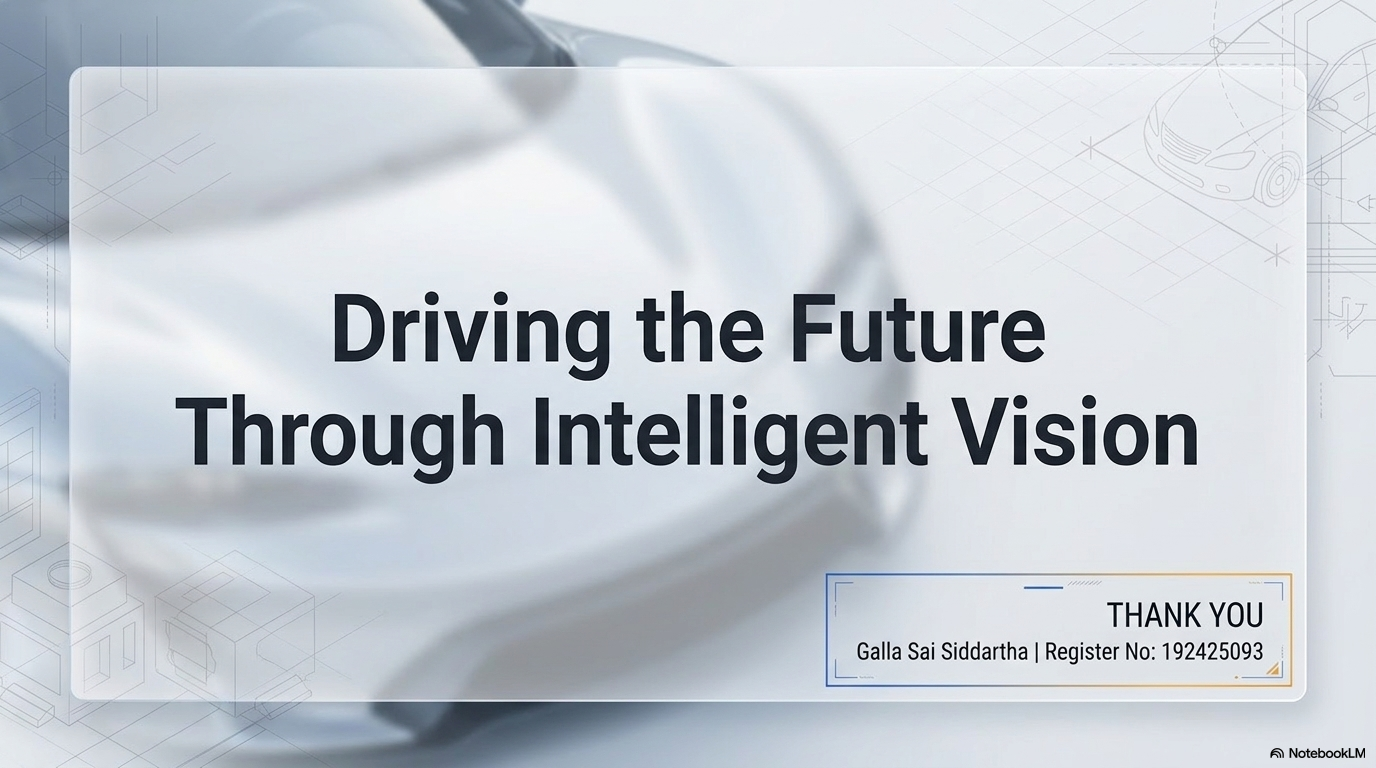 Driving the Future
Through Intelligent Vision
THANK YOU
Galla Sai Siddartha | Register No: 192425093
NotebookLM